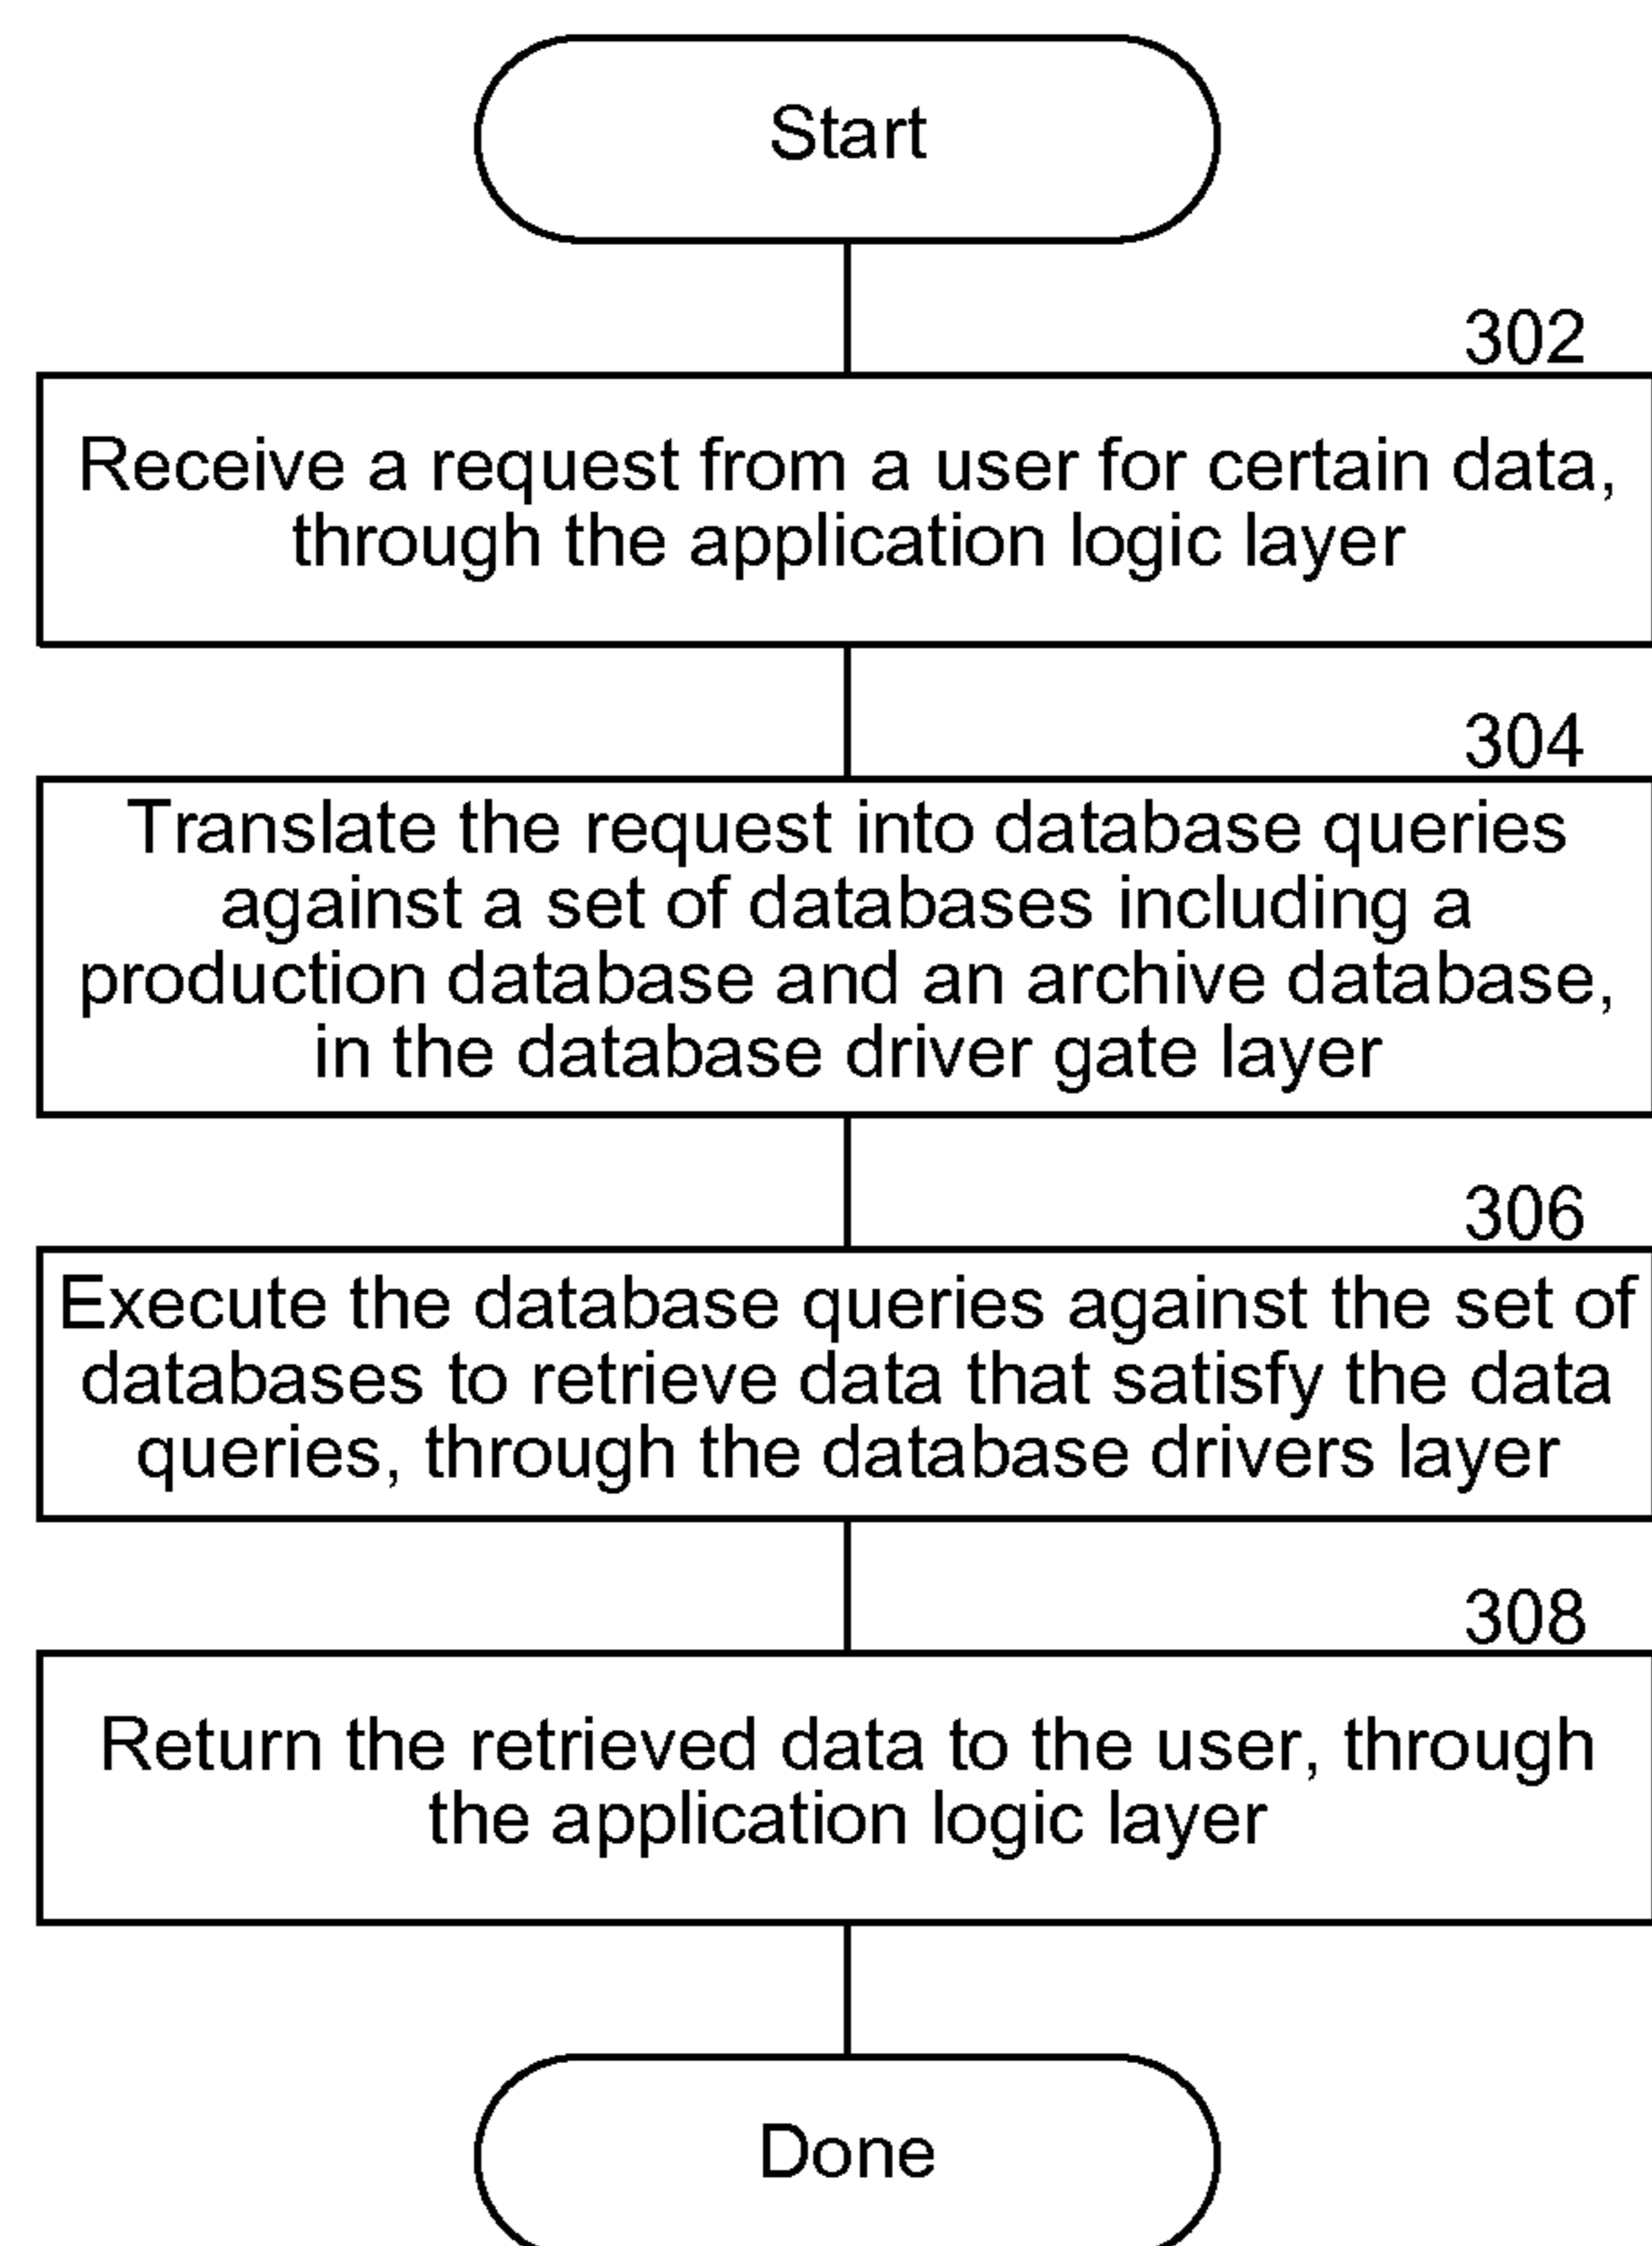 Start
302
Receive a request from a user for certain data,
through the application logic layer
304
Translate the request into database queries
against a set of databases including a
production database and an archive database,
in the database driver gate layer
306
Execute the database queries against the set of
databases to retrieve data that satisfy the data
queries, through the database drivers layer
308
Return the retrieved data to the user, through
the application logic layer
Done